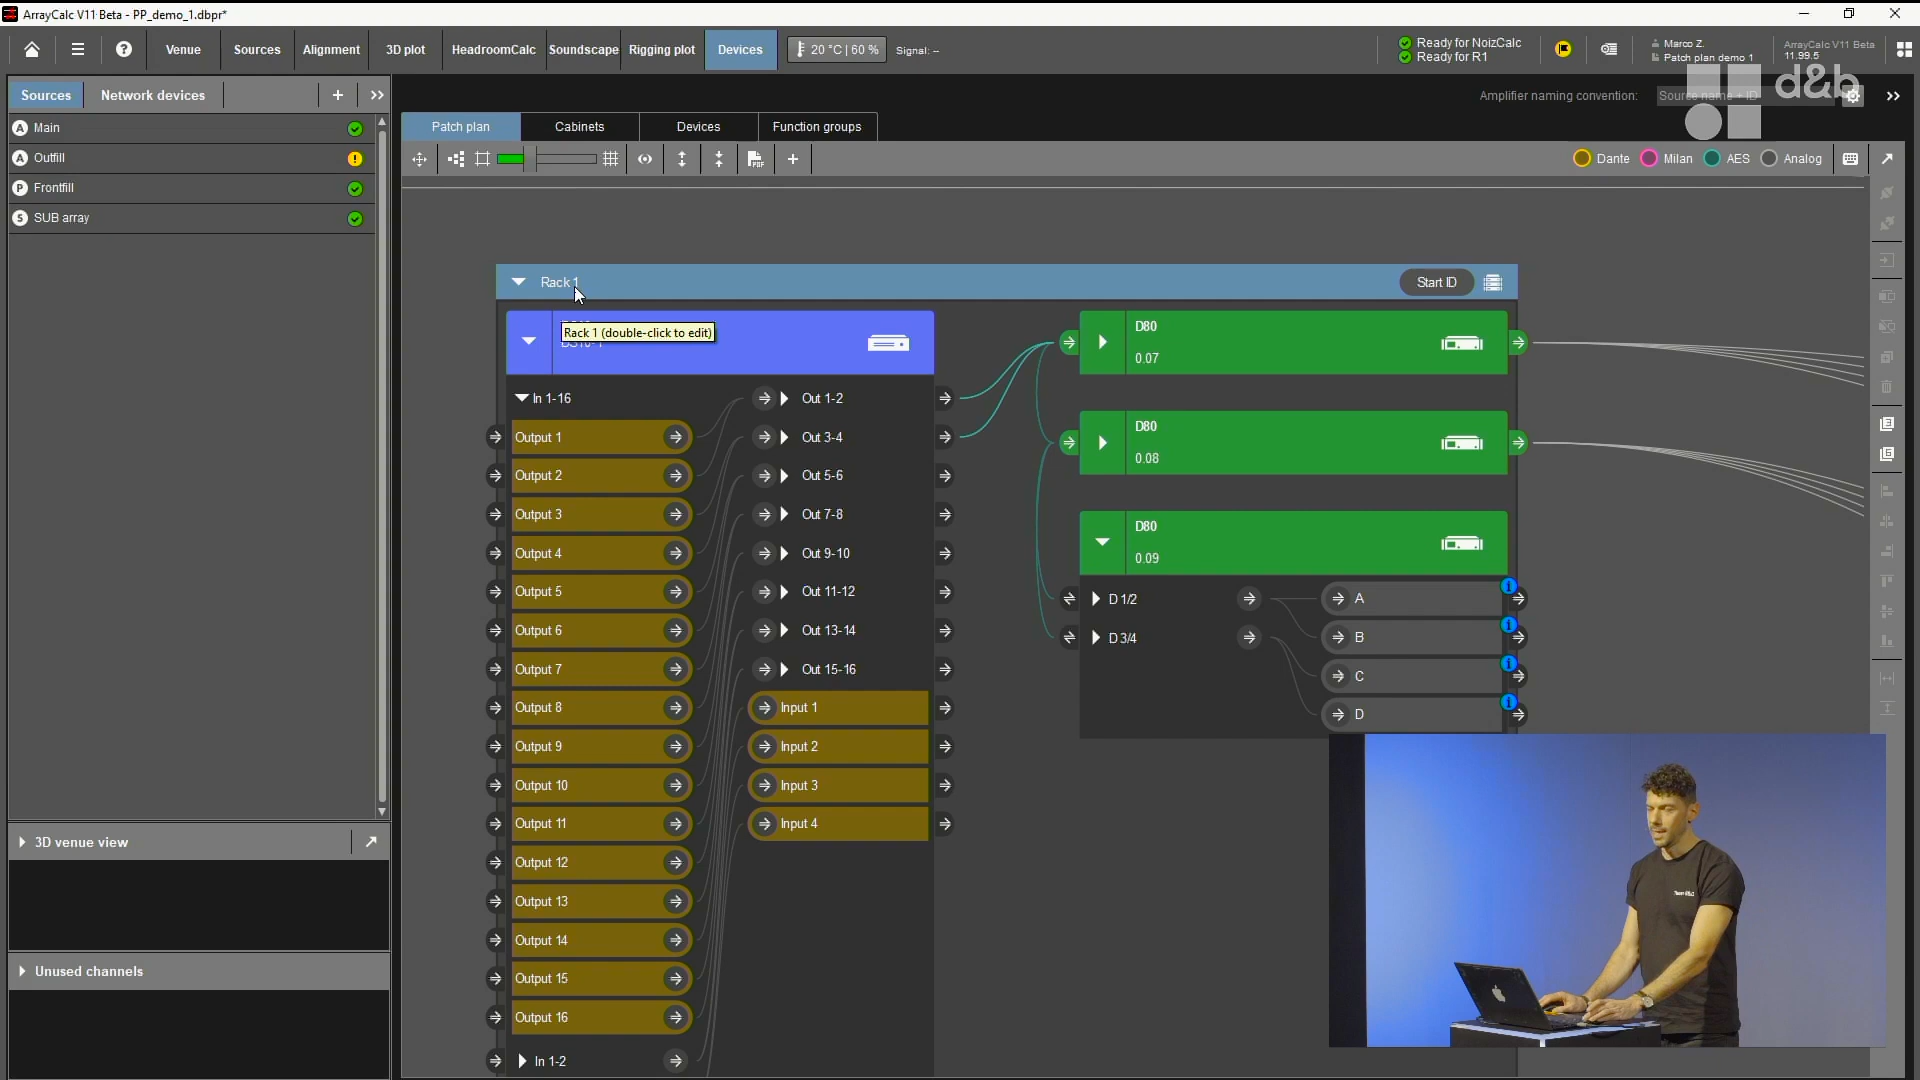 ArrayCalc V11 Beta - PP_demo_1.dbpr*
Venue
Sources
Alignment
3D plot
HeadroomCalc
Soundscape
Rigging plot
Devices
20 °C | 60 %
Signal: --
Ready for NoizCalc
Ready for R1
Marco Z.
Patch plan demo 1
ArrayCalc V11 Beta
11.99.5
d&b
Sources
Network devices
Amplifier naming convention:
Source name + ID
A Main
A Outfill
P Frontfill
S SUB array
Patch plan
Cabinets
Devices
Function groups
Dante
Milan
AES
Analog
Rack 1
Start ID
Rack 1 (double-click to edit)
In 1-16
Output 1
Output 2
Output 3
Output 4
Output 5
Output 6
Output 7
Output 8
Output 9
Output 10
Output 11
Output 12
Output 13
Output 14
Output 15
Output 16
In 1-2
Out 1-2
Out 3-4
Out 5-6
Out 7-8
Out 9-10
Out 11-12
Out 13-14
Out 15-16
Input 1
Input 2
Input 3
Input 4
D80
0.07
D80
0.08
D80
0.09
D 1/2
D 3/4
A
B
C
D
3D venue view
Unused channels